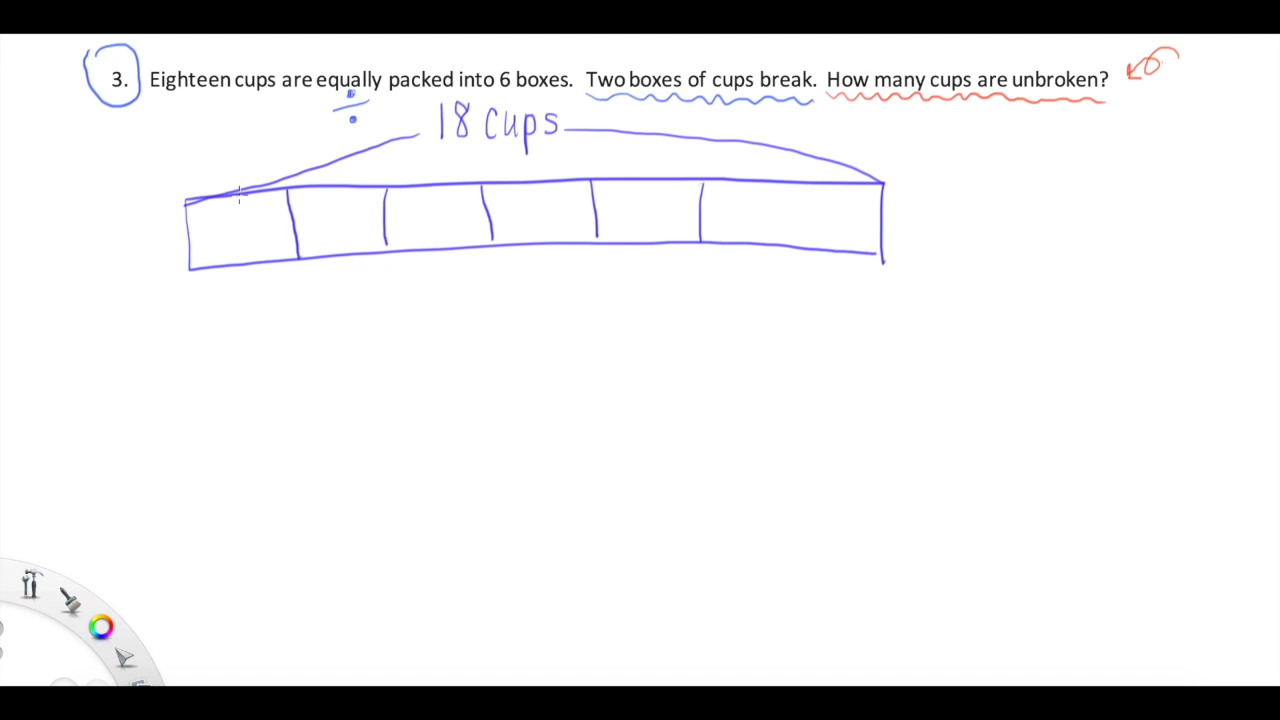 3. Eighteen cups are equally packed into 6 boxes. Two boxes of cups break. How many cups are unbroken?
÷
18 cups